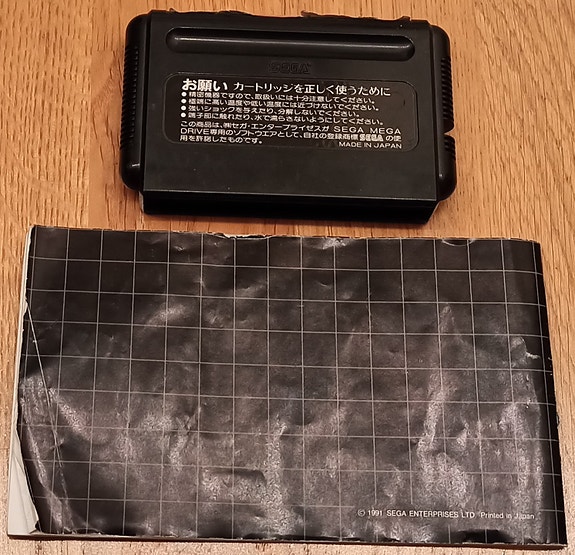 SEGA
お願い カートリッジを正しく使うために
●精密機器ですので、取扱いには十分注意してください。
●極端に高い温度や低い温度には近づけないでください。
●強いショックを与えたり、分解しないでください。
●端子部に触れたり、水で濡らさないようにしてください。
この商品は、㈱セガ・エンタープライゼスが SEGA MEGA
DRIVE専用のソフトウエアとして、自社の登録商標 SEGA の使
用を許諾したものです。
MADE IN JAPAN
© 1991 SEGA ENTERPRISES LTD. Printed in Japan